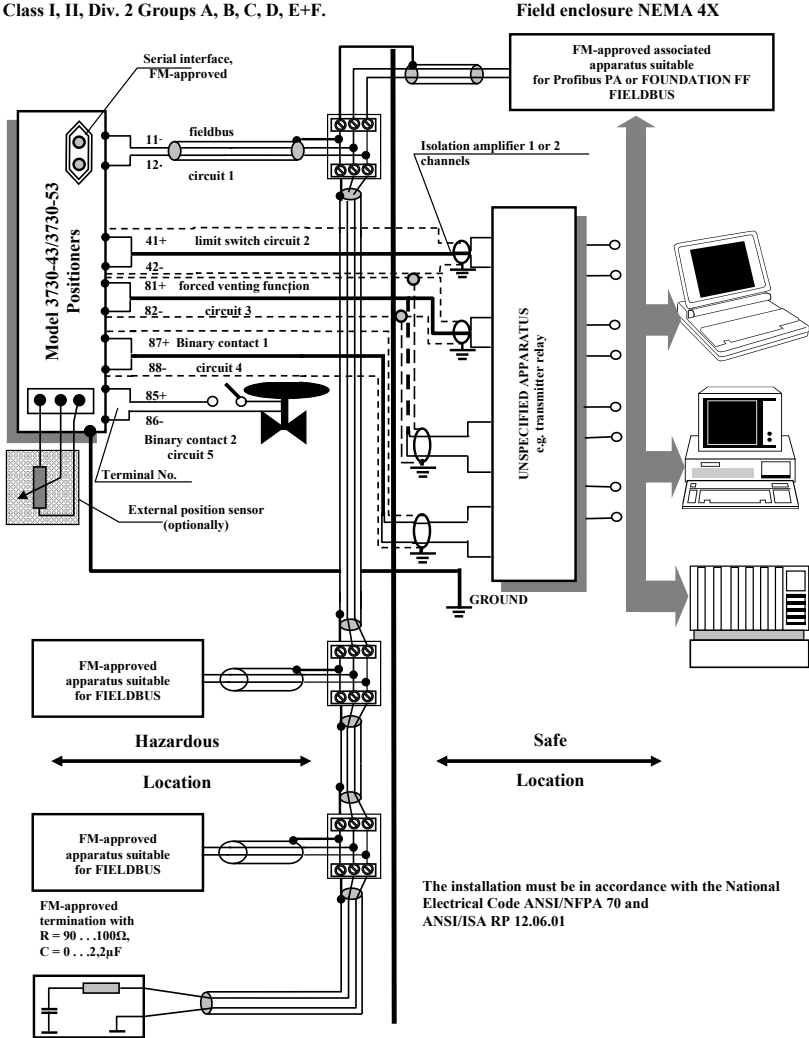 Class I, II, Div. 2 Groups A, B, C, D, E+F.
Field enclosure NEMA 4X
Serial interface,
FM-approved
FM-approved associated
apparatus suitable
for Profibus PA or FOUNDATION FF
FIELDBUS
Model 3730-43/3730-53
Positioners
11-
fieldbus
12-
circuit 1
Isolation amplifier 1 or 2
channels
41+ limit switch circuit 2
42-
81+ forced venting function
82- circuit 3
87+ Binary contact 1
88- circuit 4
85+
86-
Binary contact 2
circuit 5
Terminal No.
External position sensor
(optionally)
UNSPECIFIED APPARATUS
e.g. transmitter relay
GROUND
FM-approved
apparatus suitable
for FIELDBUS
Hazardous
Location
Safe
Location
FM-approved
apparatus suitable
for FIELDBUS
The installation must be in accordance with the National
Electrical Code ANSI/NFPA 70 and
ANSI/ISA RP 12.06.01
FM-approved
termination with
R = 90 . . .100Ω,
C = 0 . . .2,2µF